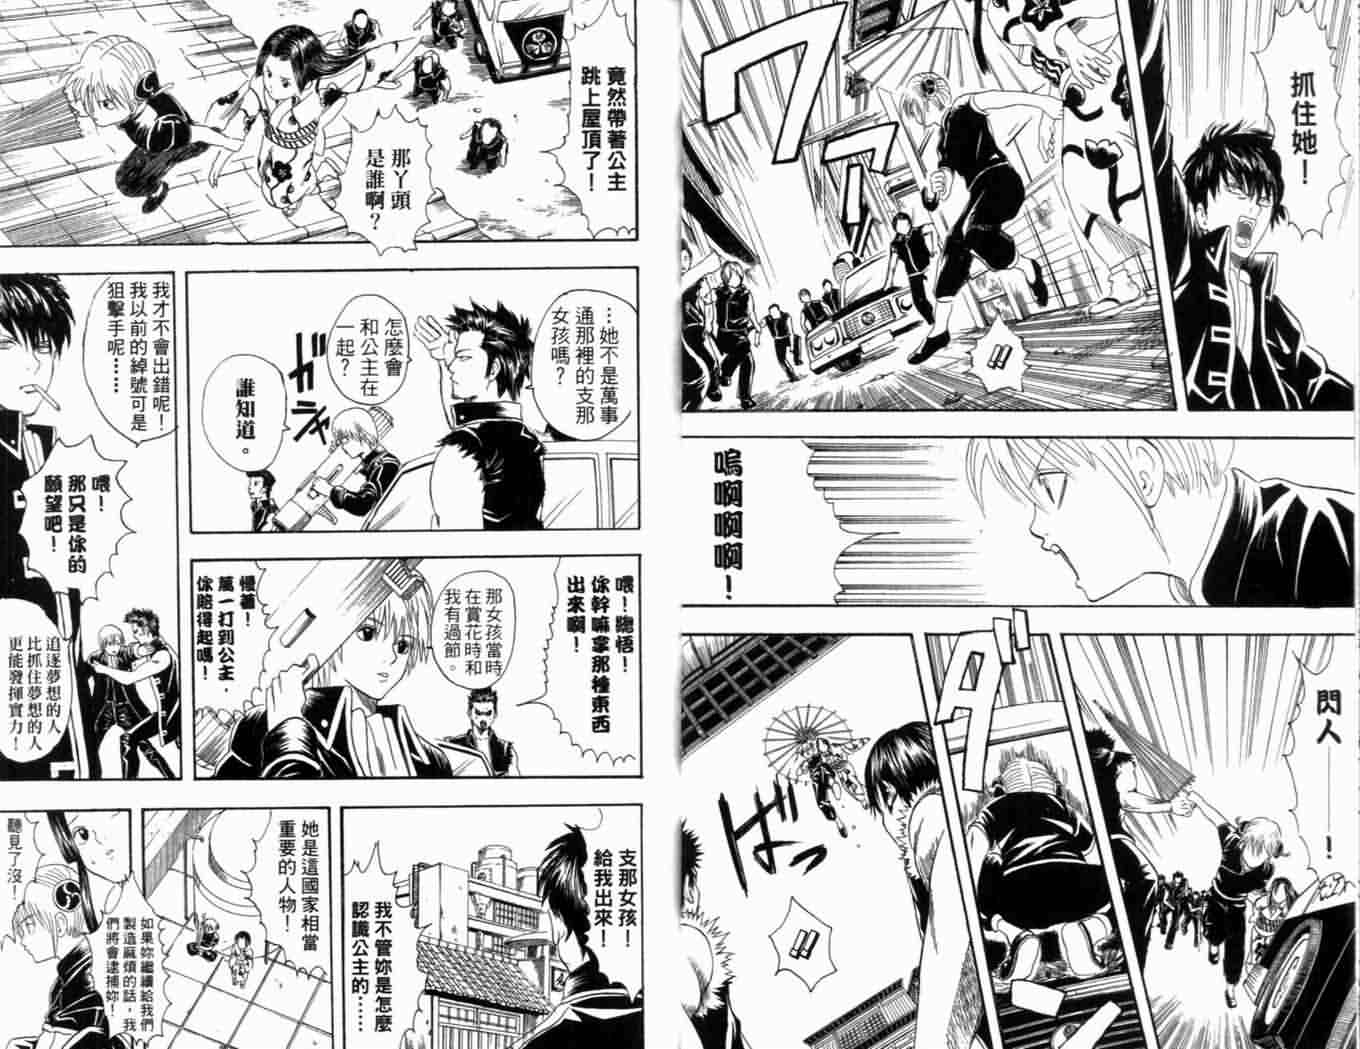 抓住她！
ワァァ
!!
嗚啊啊啊啊！
閃人
——！
ダッ
ばっ
!!
竟然帶著公主
跳上屋頂了！
那丫頭
是誰啊？
…她不是萬事
通那裡的支那
女孩嗎？
怎麼會
和公主在
一起？
誰知道。
喂！聰悟！
你幹嘛拿那種東西
出來啊！
那女孩當時
在賞花時和
我有過節。
慢著！
萬一打到公主，
你賠得起嗎！
我才不會出錯呢！
我以前的綽號可是
狙擊手呢……
喂！
那只是你的
願望吧！
追逐夢想的人
比抓住夢想的人
更能發揮實力！
支那女孩！
給我出來！
我不管妳是怎麼
認識公主的……
她是這國家相當
重要的人物！
如果妳繼續給我們
製造麻煩的話，我
們將會逮捕妳！
聽見了沒！